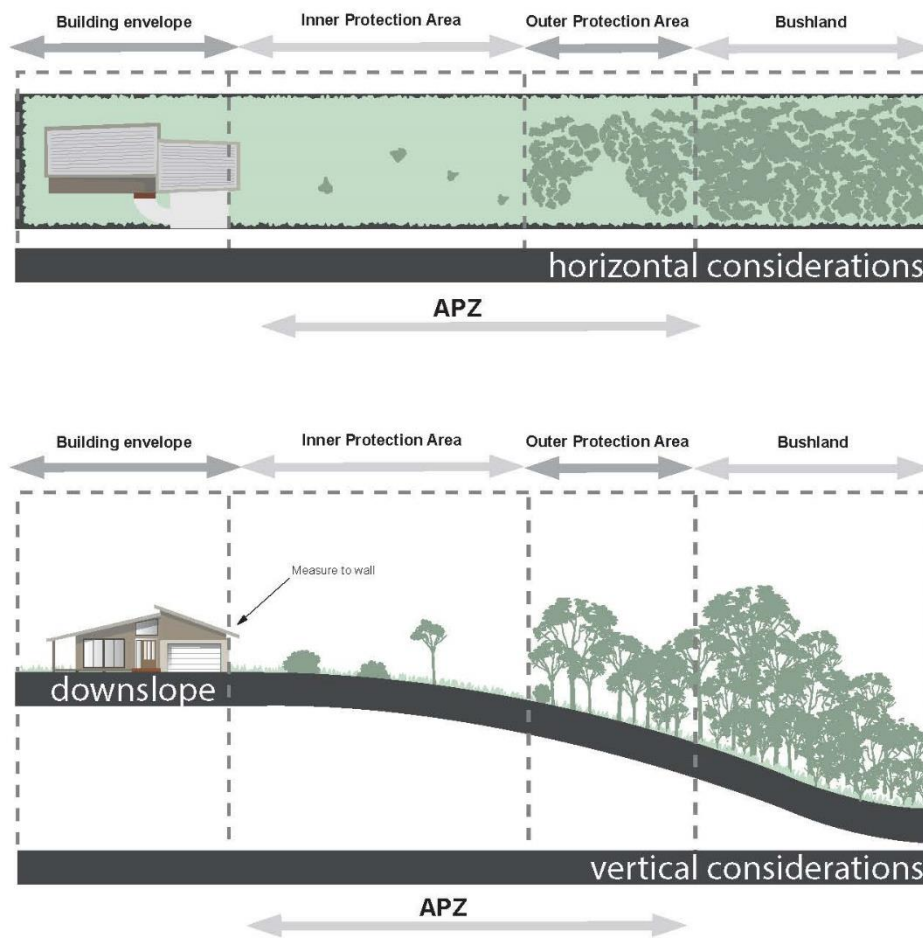 Building envelope
Inner Protection Area
Outer Protection Area
Bushland
horizontal considerations
APZ
Building envelope
Inner Protection Area
Outer Protection Area
Bushland
Measure to wall
downslope
vertical considerations
APZ